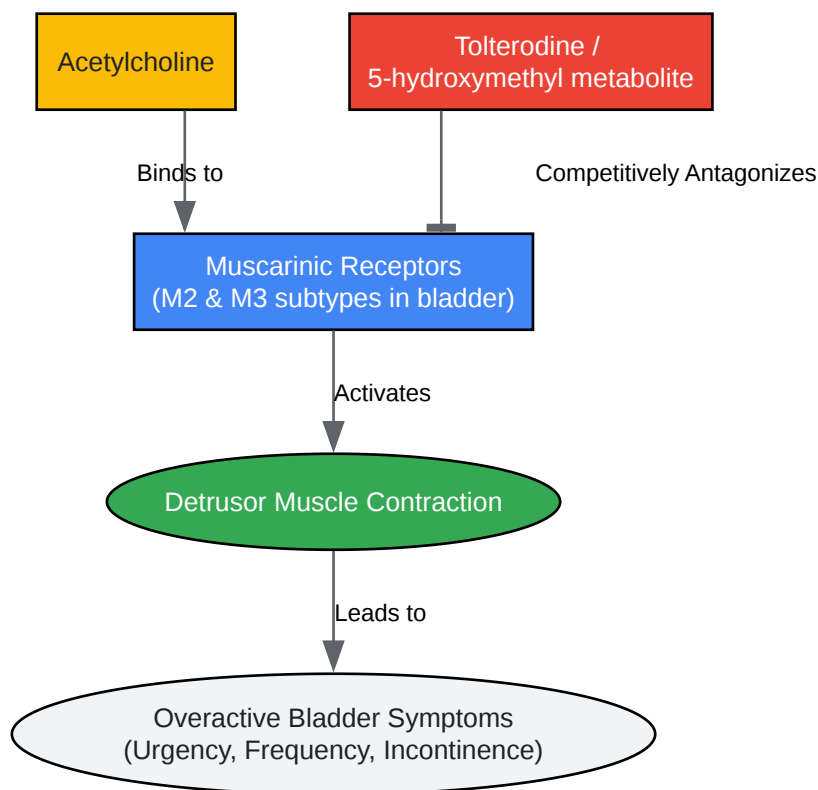 Acetylcholine
Tolterodine /
5-hydroxymethyl metabolite
Binds to
Competitively Antagonizes
Muscarinic Receptors
(M2 & M3 subtypes in bladder)
Activates
Detrusor Muscle Contraction
Leads to
Overactive Bladder Symptoms
(Urgency, Frequency, Incontinence)